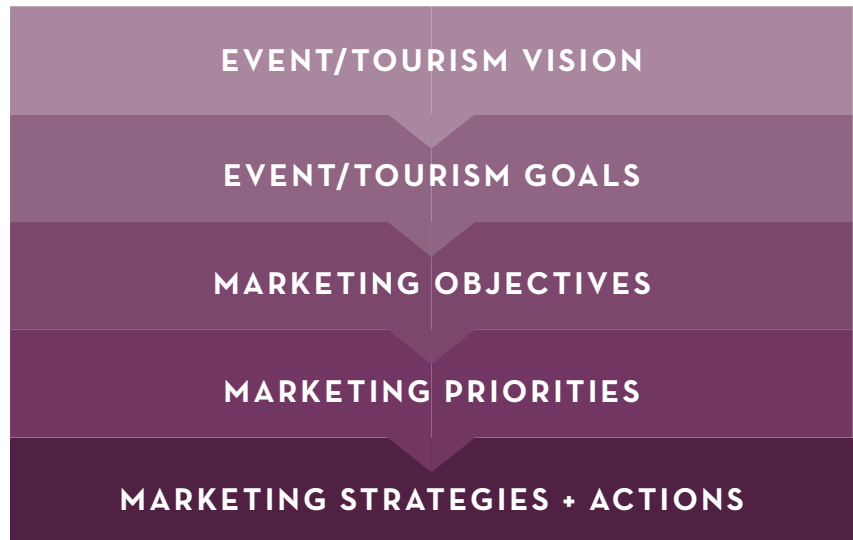 EVENT/TOURISM VISION
EVENT/TOURISM GOALS
MARKETING OBJECTIVES
MARKETING PRIORITIES
MARKETING STRATEGIES + ACTIONS